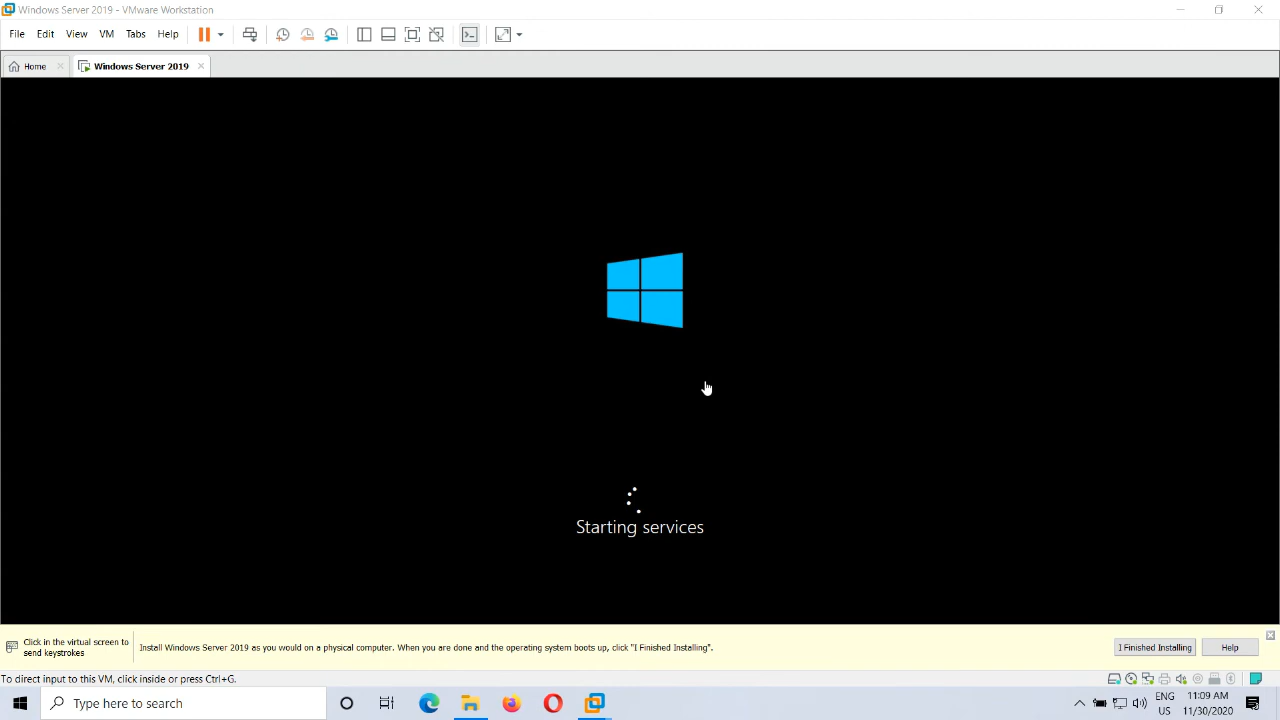 Windows Server 2019 - VMware Workstation
File Edit View VM Tabs Help
Home
Windows Server 2019
Starting services
Click in the virtual screen to
send keystrokes
Install Windows Server 2019 as you would on a physical computer. When you are done and the operating system boots up, click "I Finished Installing".
I Finished Installing
Help
To direct input to this VM, click inside or press Ctrl+G.
Type here to search
ENG
US
11:09 AM
11/30/2020